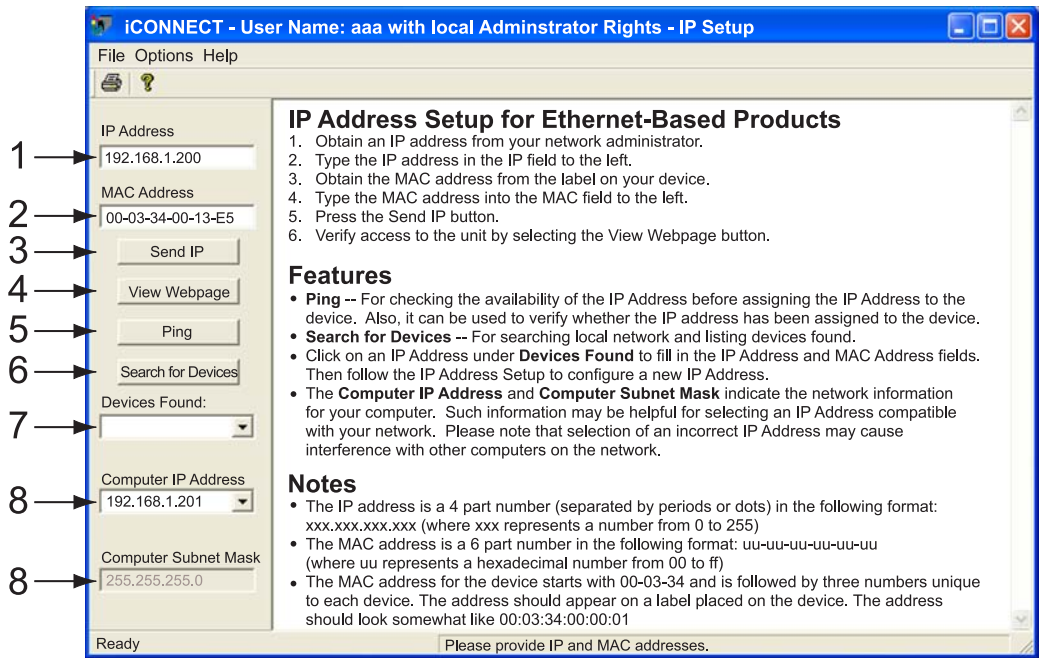 iCONNECT - User Name: aaa with local Adminstrator Rights - IP Setup
File Options Help
IP Address
1
192.168.1.200
MAC Address
2
00-03-34-00-13-E5
3
Send IP
4
View Webpage
5
Ping
6
Search for Devices
Devices Found:
7
Computer IP Address
8
192.168.1.201
Computer Subnet Mask
8
255.255.255.0
IP Address Setup for Ethernet-Based Products
1. Obtain an IP address from your network administrator.
2. Type the IP address in the IP field to the left.
3. Obtain the MAC address from the label on your device.
4. Type the MAC address into the MAC field to the left.
5. Press the Send IP button.
6. Verify access to the unit by selecting the View Webpage button.
Features
• Ping -- For checking the availability of the IP Address before assigning the IP Address to the
device. Also, it can be used to verify whether the IP address has been assigned to the device.
• Search for Devices -- For searching local network and listing devices found.
• Click on an IP Address under Devices Found to fill in the IP Address and MAC Address fields.
Then follow the IP Address Setup to configure a new IP Address.
• The Computer IP Address and Computer Subnet Mask indicate the network information
for your computer. Such information may be helpful for selecting an IP Address compatible
with your network. Please note that selection of an incorrect IP Address may cause
interference with other computers on the network.
Notes
• The IP address is a 4 part number (separated by periods or dots) in the following format:
xxx.xxx.xxx.xxx (where xxx represents a number from 0 to 255)
• The MAC address is a 6 part number in the following format: uu-uu-uu-uu-uu-uu
(where uu represents a hexadecimal number from 00 to ff)
• The MAC address for the device starts with 00-03-34 and is followed by three numbers unique
to each device. The address should appear on a label placed on the device. The address
should look somewhat like 00:03:34:00:00:01
Ready
Please provide IP and MAC addresses.